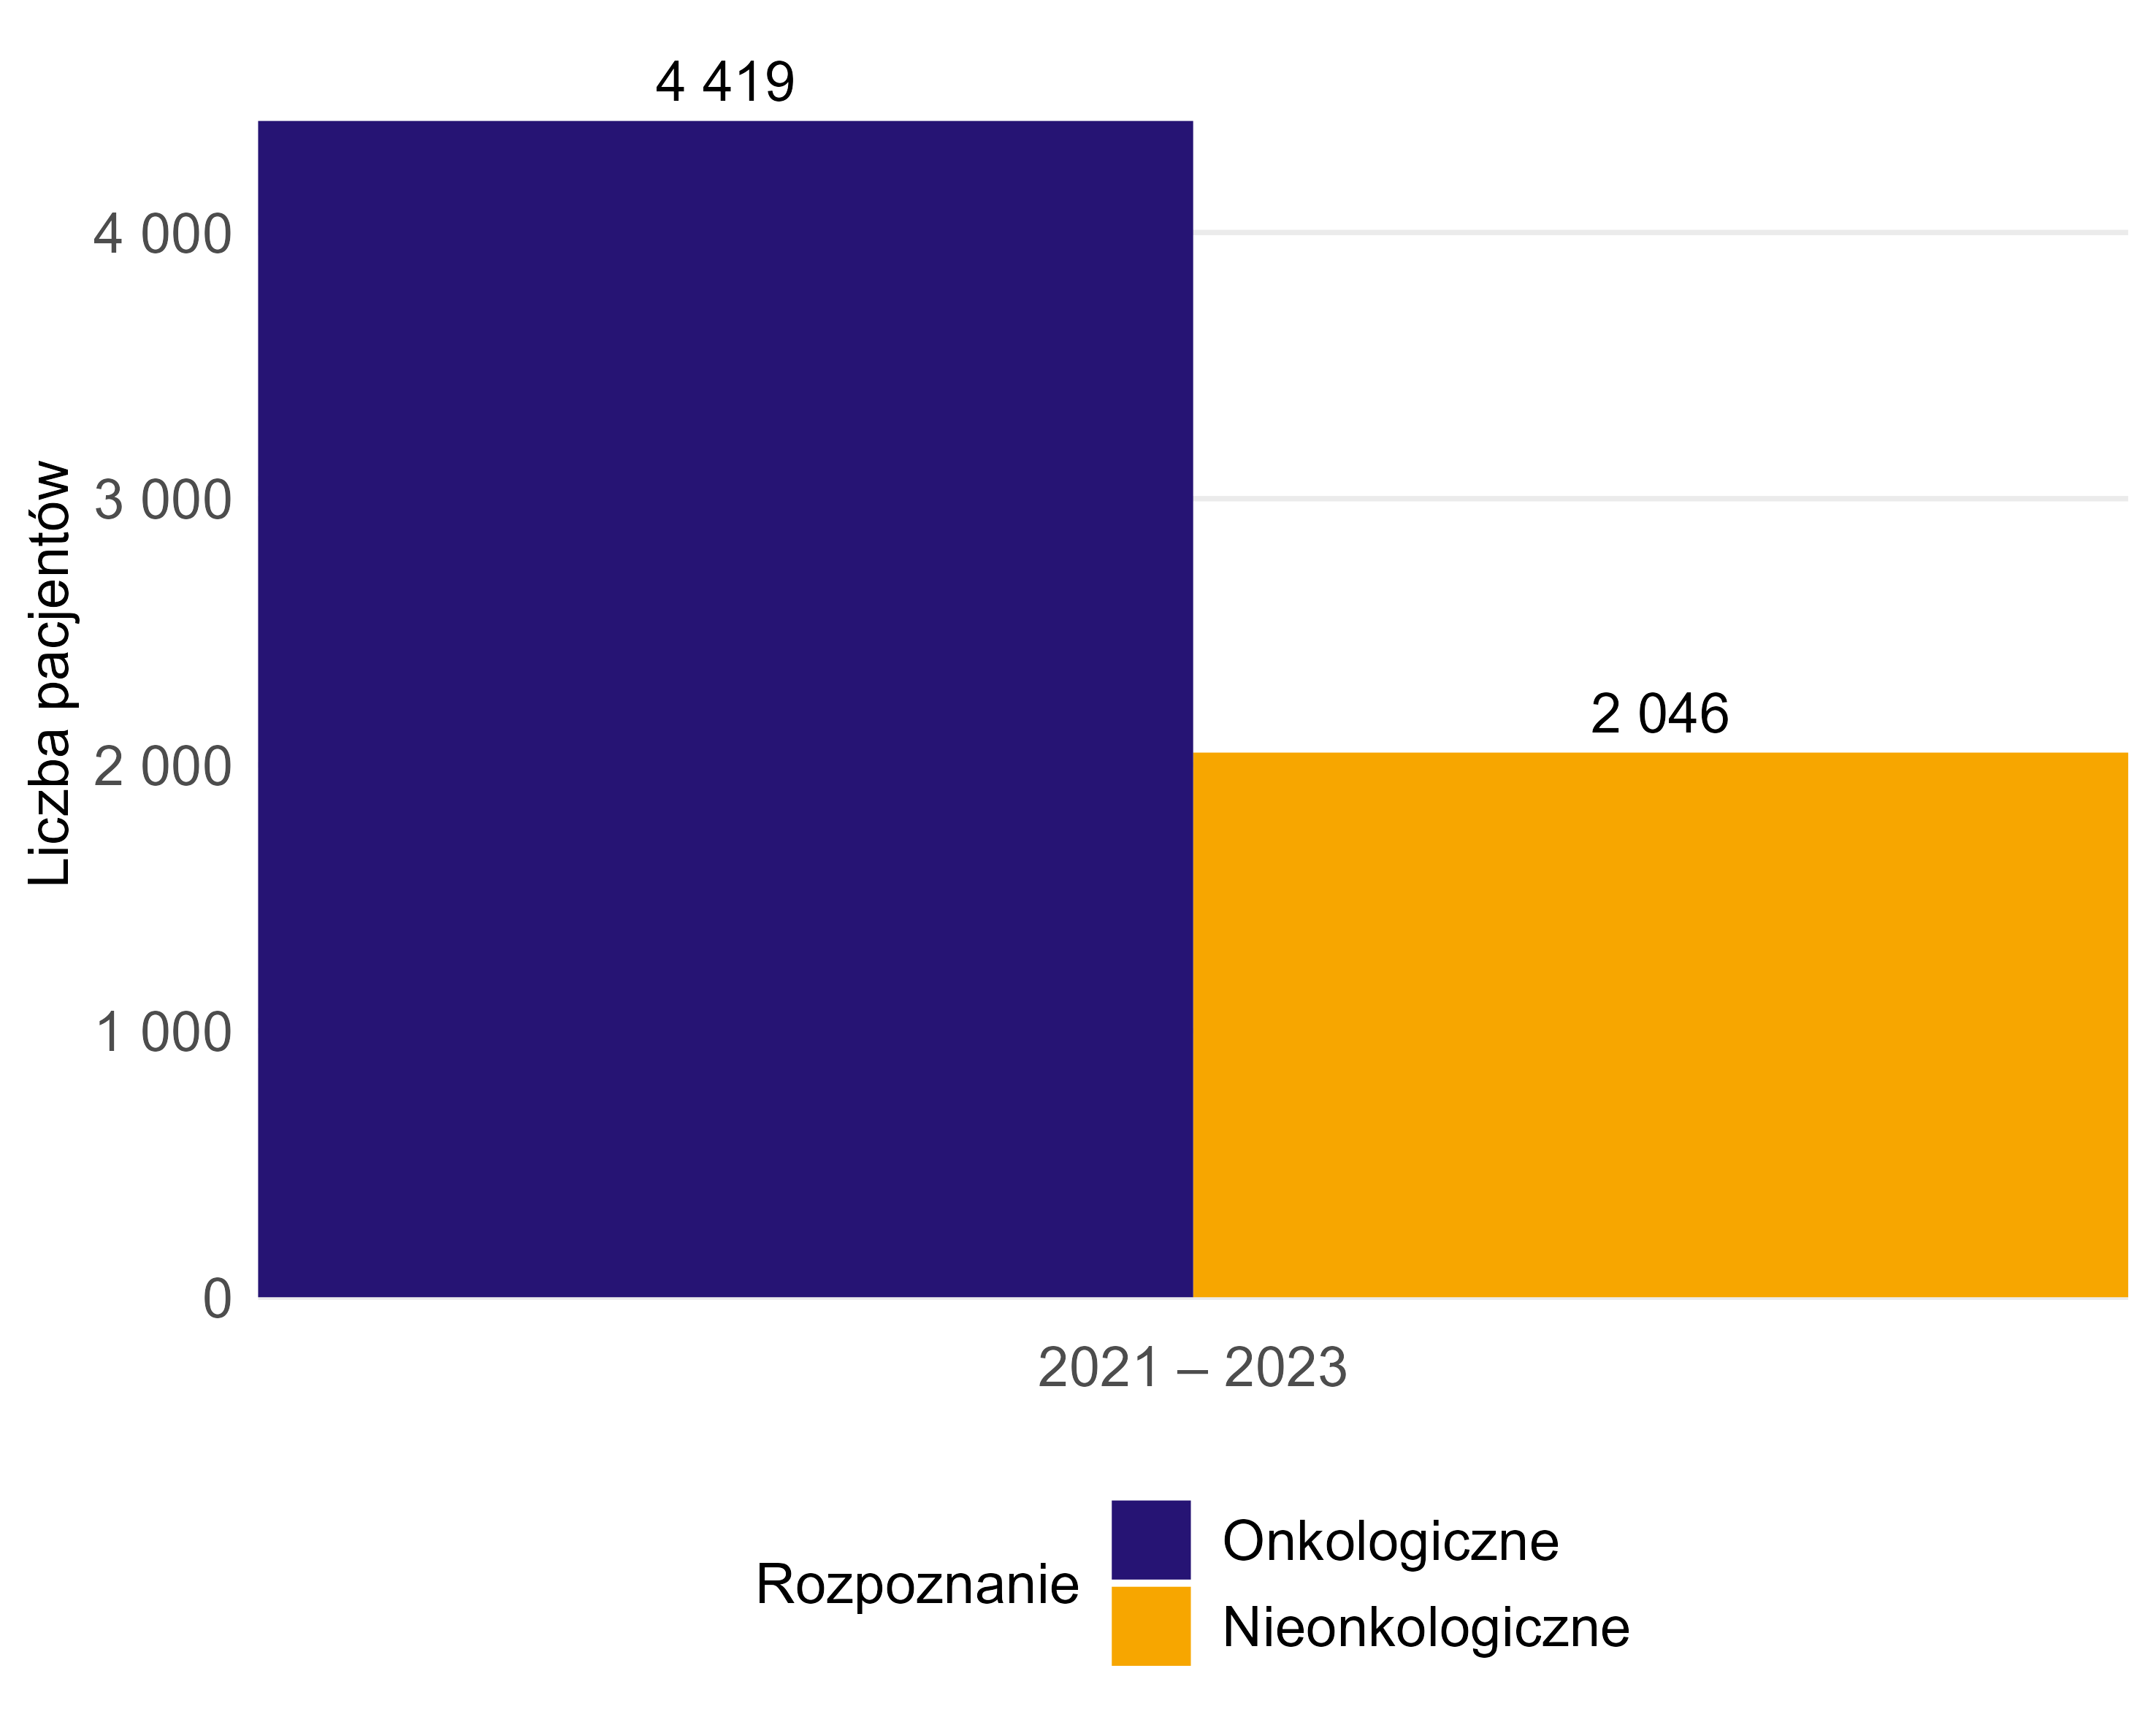 4 419
4 000
3 000
2 046
2 000
1 000
0
Liczba pacjentów
2021 – 2023
Rozpoznanie
Onkologiczne
Nieonkologiczne